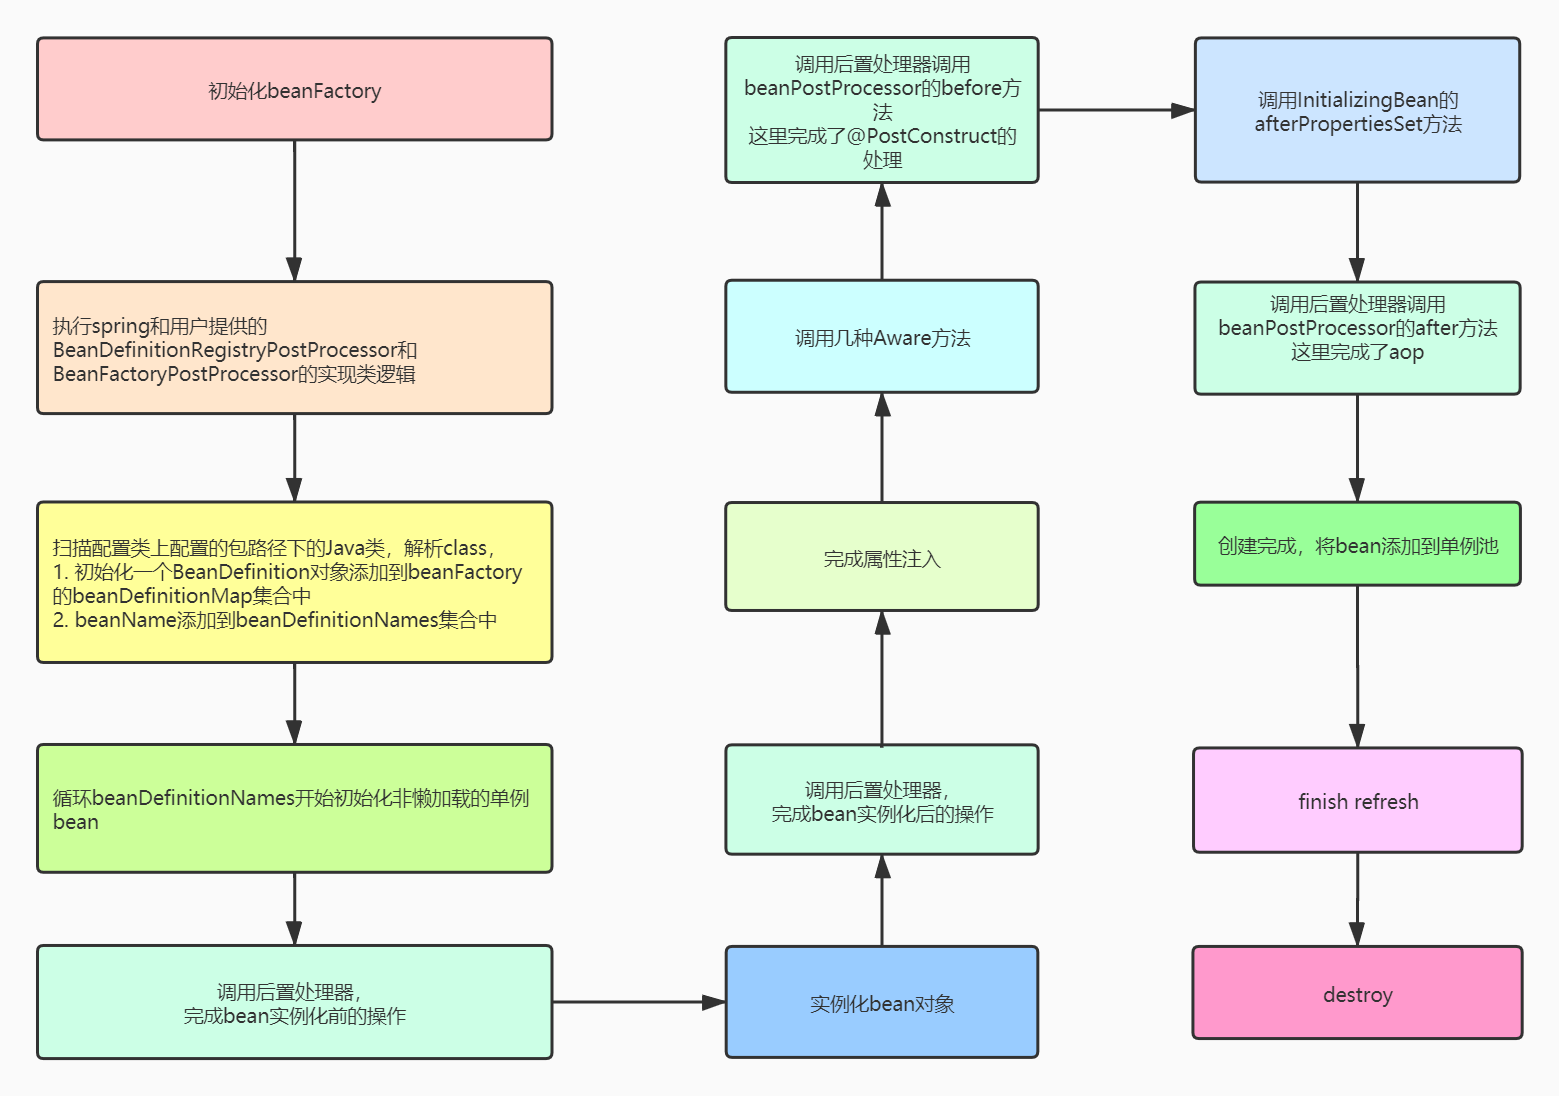 初始化beanFactory
执行spring和用户提供的
BeanDefinitionRegistryPostProcessor和
BeanFactoryPostProcessor的实现类逻辑
扫描配置类上配置的包路径下的Java类，解析class，
1. 初始化一个BeanDefinition对象添加到beanFactory
的beanDefinitionMap集合中
2. beanName添加到beanDefinitionNames集合中
循环beanDefinitionNames开始初始化非懒加载的单例
bean
调用后置处理器，
完成bean实例化前的操作
实例化bean对象
调用后置处理器，
完成bean实例化后的操作
完成属性注入
调用几种Aware方法
调用后置处理器调用
beanPostProcessor的before方
法
这里完成了@PostConstruct的
处理
调用InitializingBean的
afterPropertiesSet方法
调用后置处理器调用
beanPostProcessor的after方法
这里完成了aop
创建完成，将bean添加到单例池
finish refresh
destroy